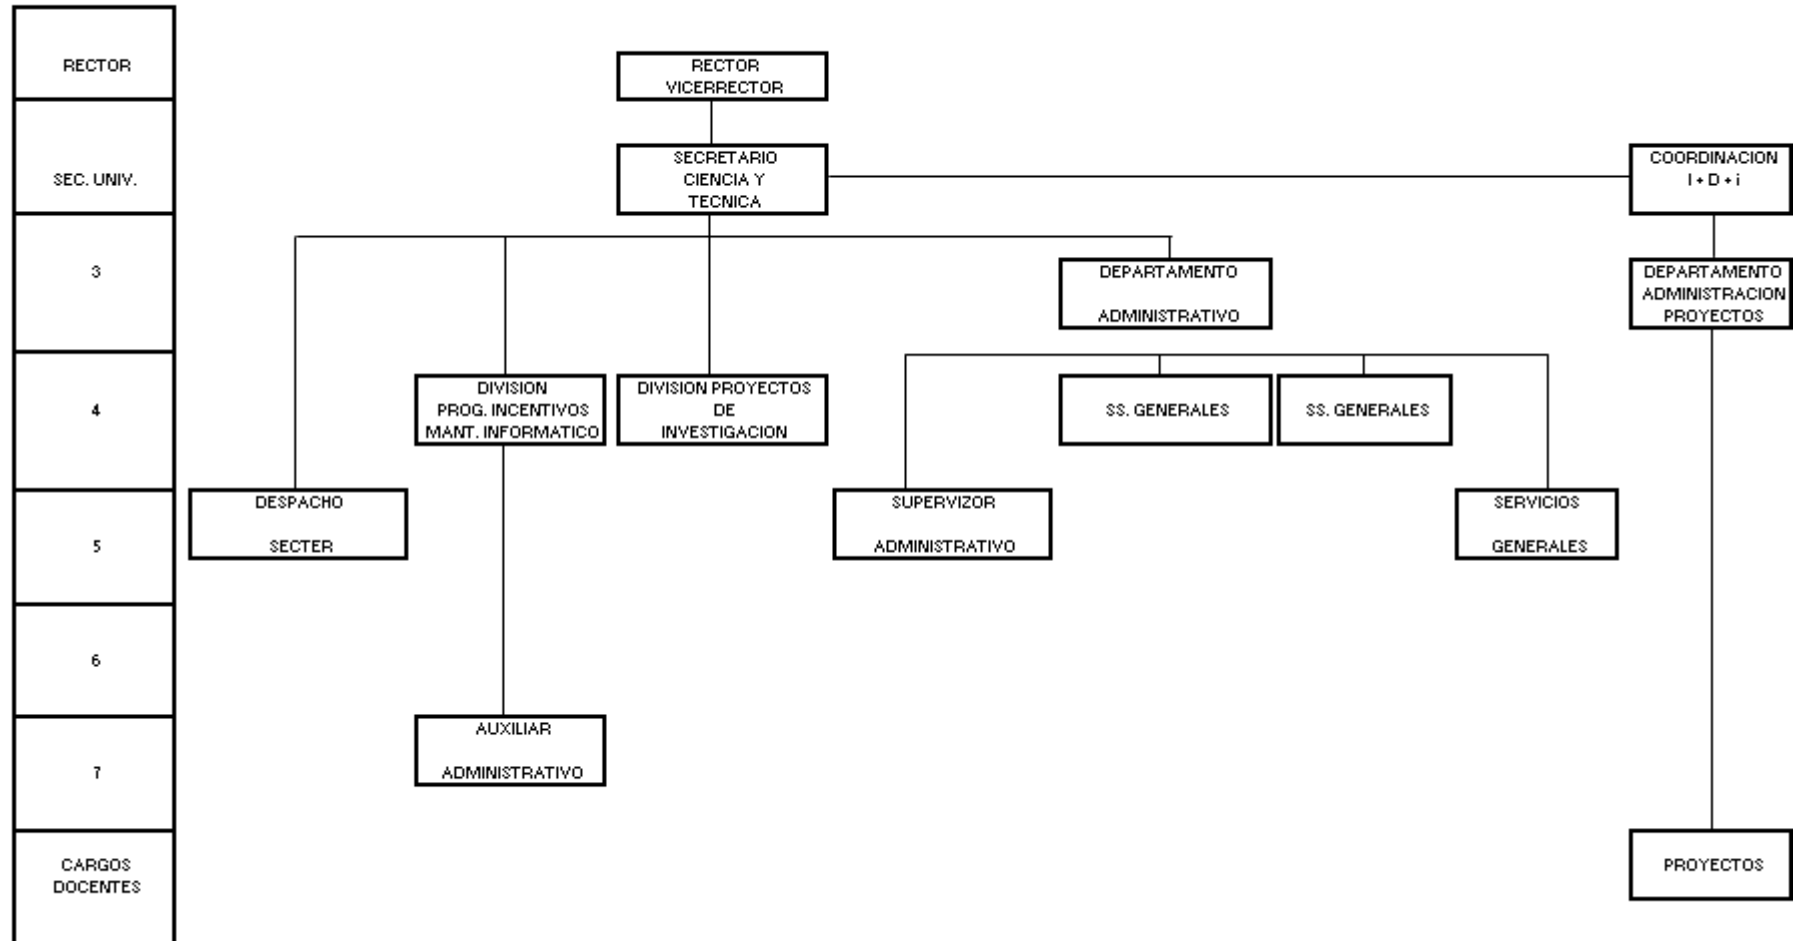 RECTOR
RECTOR
VICERRECTOR
SEC. UNIV.
SECRETARIO
CIENCIA Y
TECNICA
COORDINACION
I + D + i
3
DEPARTAMENTO
ADMINISTRATIVO
DEPARTAMENTO
ADMINISTRACION
PROYECTOS
4
DIVISION
PROG. INCENTIVOS
MANT. INFORMATICO
DIVISION PROYECTOS
DE
INVESTIGACION
SS. GENERALES
SS. GENERALES
5
DESPACHO
SECTER
SUPERVIZOR
ADMINISTRATIVO
SERVICIOS
GENERALES
6
7
AUXILIAR
ADMINISTRATIVO
CARGOS
DOCENTES
PROYECTOS